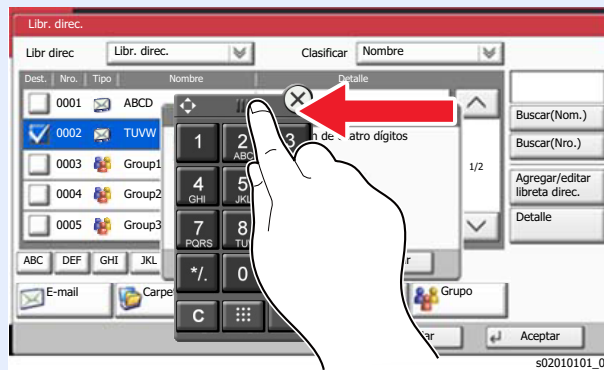 Libr. direc.
Libr direc Libr. direc. Clasificar Nombre
Dest. Nro. Tipo Nombre Detalle
0001 ABCD
0002 TUVW de cuatro dígitos
0003 Group1
0004 Group2
0005 Group3
1/2
Buscar(Nom.)
Buscar(Nro.)
Agregar/editar
libreta direc.
Detalle
1 2 ABC 3
4 GHI 5 JKL
7 PQRS 8
*/. 0
C
ABC DEF GHI JKL
E-mail Grupo
Aceptar
s02010101_0